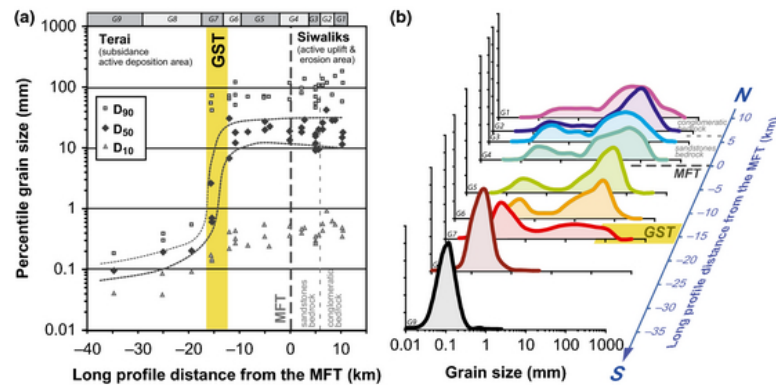 (a)
G9 G8 G7 G6 G5 G4 G3 G2 G1
Terai
(subsidance
active deposition area)
GST
Siwaliks
(active uplift &
erosion area)
D90
D50
D10
Percentile grain size (mm)
1000
100
10
1
0.1
0.01
MFT
sandstones
bedrock
conglomeratic
bedrock
−40 −30 −20 −10 0 10 20
Long profile distance from the MFT (km)
(b)
G1
G2
G3
G4
G5
G6
G7
G9
conglomeratic
bedrock
sandstones
bedrock
MFT
GST
N
10
5
0
−5
−10
−15
−20
−25
−30
−35
S
Long profile distance from the MFT (km)
0.01 0.1 1 10 100 1000
Grain size (mm)